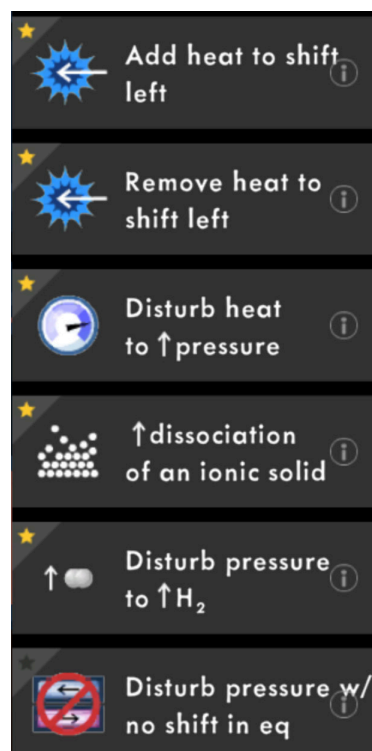 Add heat to shift
left
Remove heat to
shift left
Disturb heat
to ↑pressure
↑dissociation
of an ionic solid
Disturb pressure
to ↑H₂
Disturb pressure w/
no shift in eq